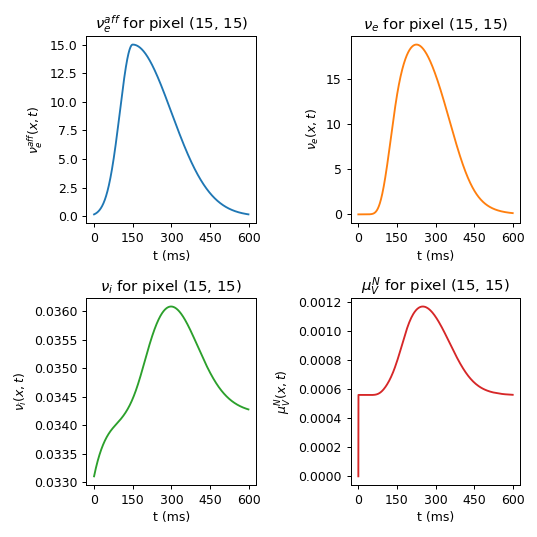 ν_e^{aff} for pixel (15, 15)
ν_e^{aff}(x, t)
15.0
12.5
10.0
7.5
5.0
2.5
0.0
0 150 300 450 600
t (ms)
ν_e for pixel (15, 15)
ν_e(x, t)
15
10
5
0
0 150 300 450 600
t (ms)
ν_i for pixel (15, 15)
ν_i(x, t)
0.0360
0.0355
0.0350
0.0345
0.0340
0.0335
0.0330
0 150 300 450 600
t (ms)
μ_V^N for pixel (15, 15)
μ_V^N(x, t)
0.0012
0.0010
0.0008
0.0006
0.0004
0.0002
0.0000
0 150 300 450 600
t (ms)